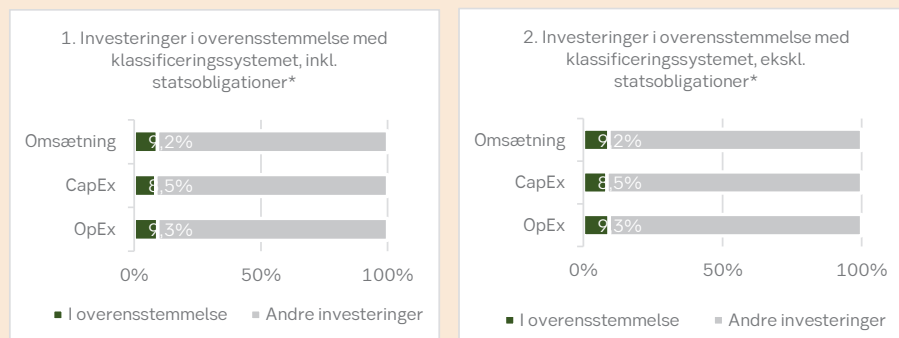 1. Investeringer i overensstemmelse med
klassificeringssystemet, inkl.
statsobligationer*
Omsætning 9,2%
CapEx 8,5%
OpEx 9,3%
0% 50% 100%
I overensstemmelse Andre investeringer
2. Investeringer i overensstemmelse med
klassificeringssystemet, ekskl.
statsobligationer*
Omsætning 9,2%
CapEx 8,5%
OpEx 9,3%
0% 50% 100%
I overensstemmelse Andre investeringer